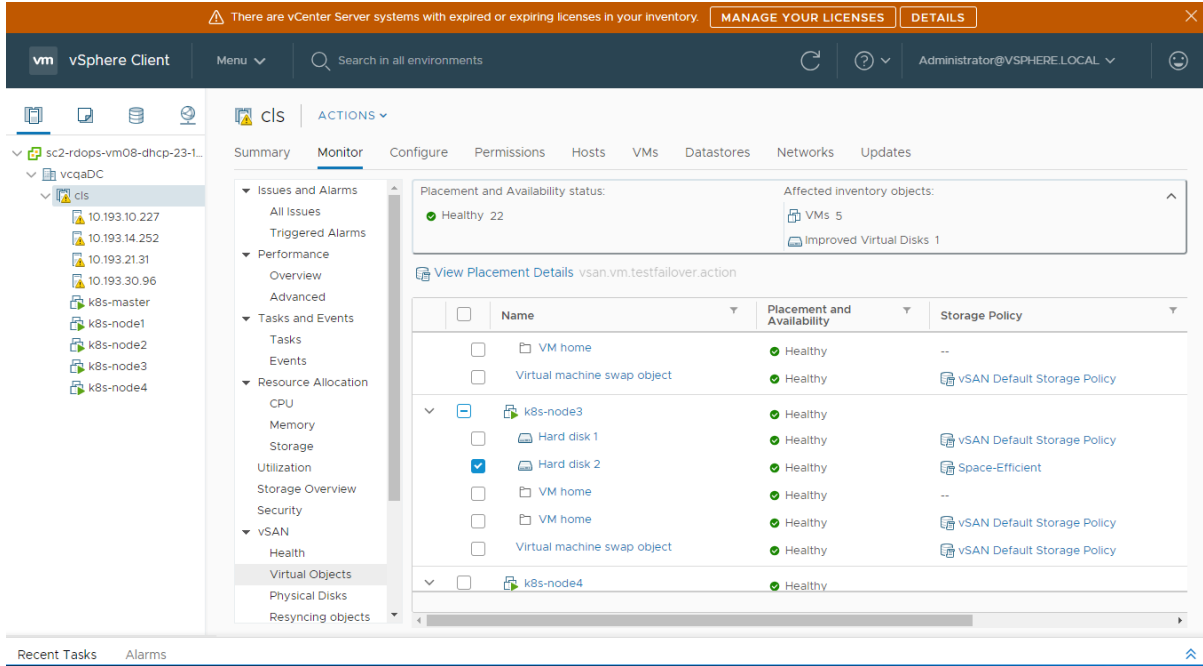 There are vCenter Server systems with expired or expiring licenses in your inventory. MANAGE YOUR LICENSES DETAILS
vm vSphere Client Menu Search in all environments Administrator@VSPHERE.LOCAL
sc2-rdops-vm08-dhcp-23-1...
vcqaDC
cls
10.193.10.227
10.193.14.252
10.193.21.31
10.193.30.96
k8s-master
k8s-node1
k8s-node2
k8s-node3
k8s-node4
cls ACTIONS
Summary Monitor Configure Permissions Hosts VMs Datastores Networks Updates
Issues and Alarms
All Issues
Triggered Alarms
Performance
Overview
Advanced
Tasks and Events
Tasks
Events
Resource Allocation
CPU
Memory
Storage
Utilization
Storage Overview
Security
vSAN
Health
Virtual Objects
Physical Disks
Resyncing objects
Placement and Availability status: Affected inventory objects:
Healthy 22 VMs 5
Improved Virtual Disks 1
View Placement Details vsan.vm.testfailover.action
Name Placement and Availability Storage Policy
VM home Healthy --
Virtual machine swap object Healthy vSAN Default Storage Policy
k8s-node3 Healthy
Hard disk 1 Healthy vSAN Default Storage Policy
Hard disk 2 Healthy Space-Efficient
VM home Healthy --
VM home Healthy vSAN Default Storage Policy
Virtual machine swap object Healthy vSAN Default Storage Policy
k8s-node4 Healthy
Recent Tasks Alarms